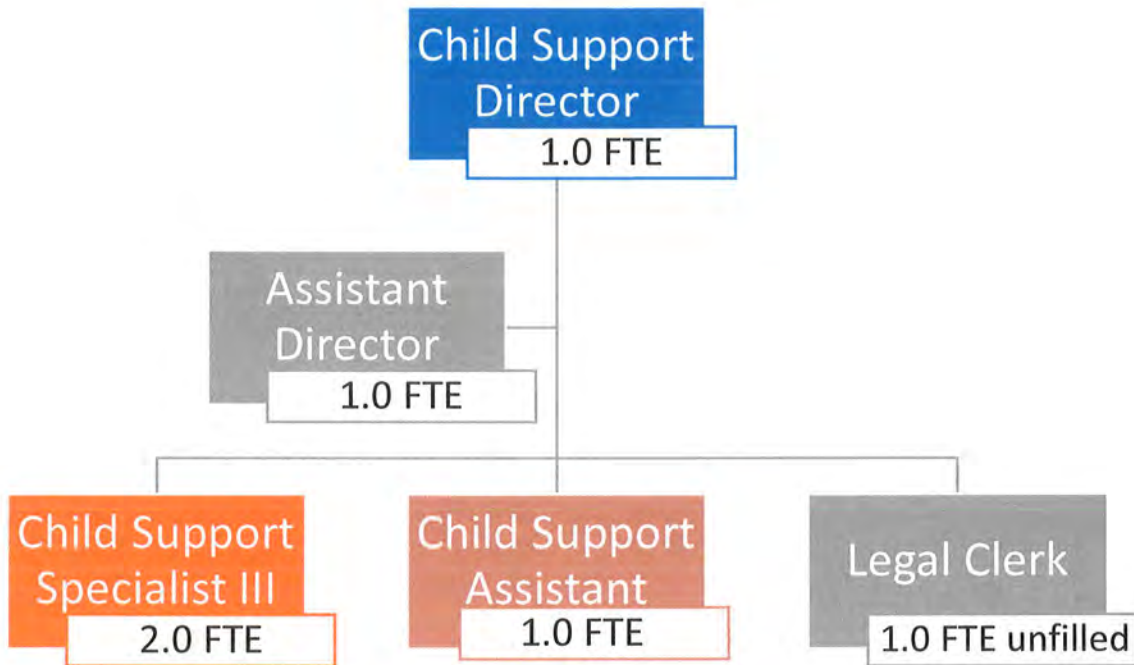 Child Support
Director
1.0 FTE
Assistant
Director
1.0 FTE
Child Support
Specialist III
2.0 FTE
Child Support
Assistant
1.0 FTE
Legal Clerk
1.0 FTE unfilled